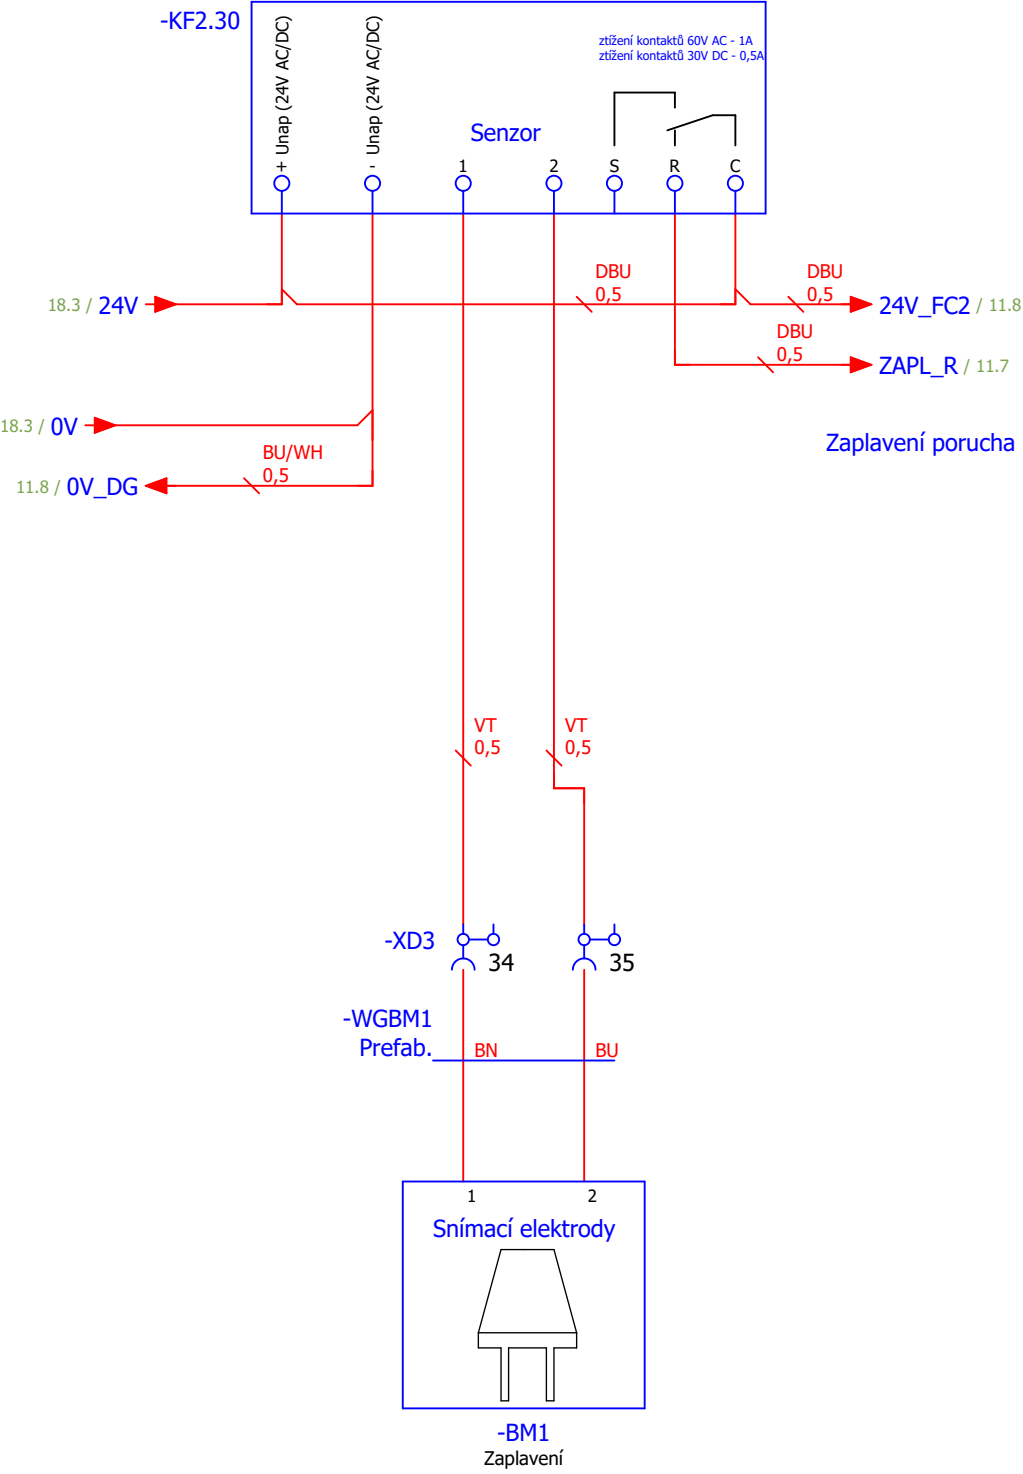 -KF2.30
+ Unap (24V AC/DC)
- Unap (24V AC/DC)
ztížení kontaktů 60V AC - 1A
ztížení kontaktů 30V DC - 0,5A
Senzor
1
2
S
R
C
18.3 / 24V
DBU
0,5
DBU
0,5
24V_FC2 / 11.8
DBU
0,5
ZAPL_R / 11.7
18.3 / 0V
Zaplavení porucha
BU/WH
0,5
11.8 / 0V_DG
VT
0,5
VT
0,5
-XD3
34
35
-WGBM1
Prefab.
BN
BU
1
2
Snímací elektrody
-BM1
Zaplavení